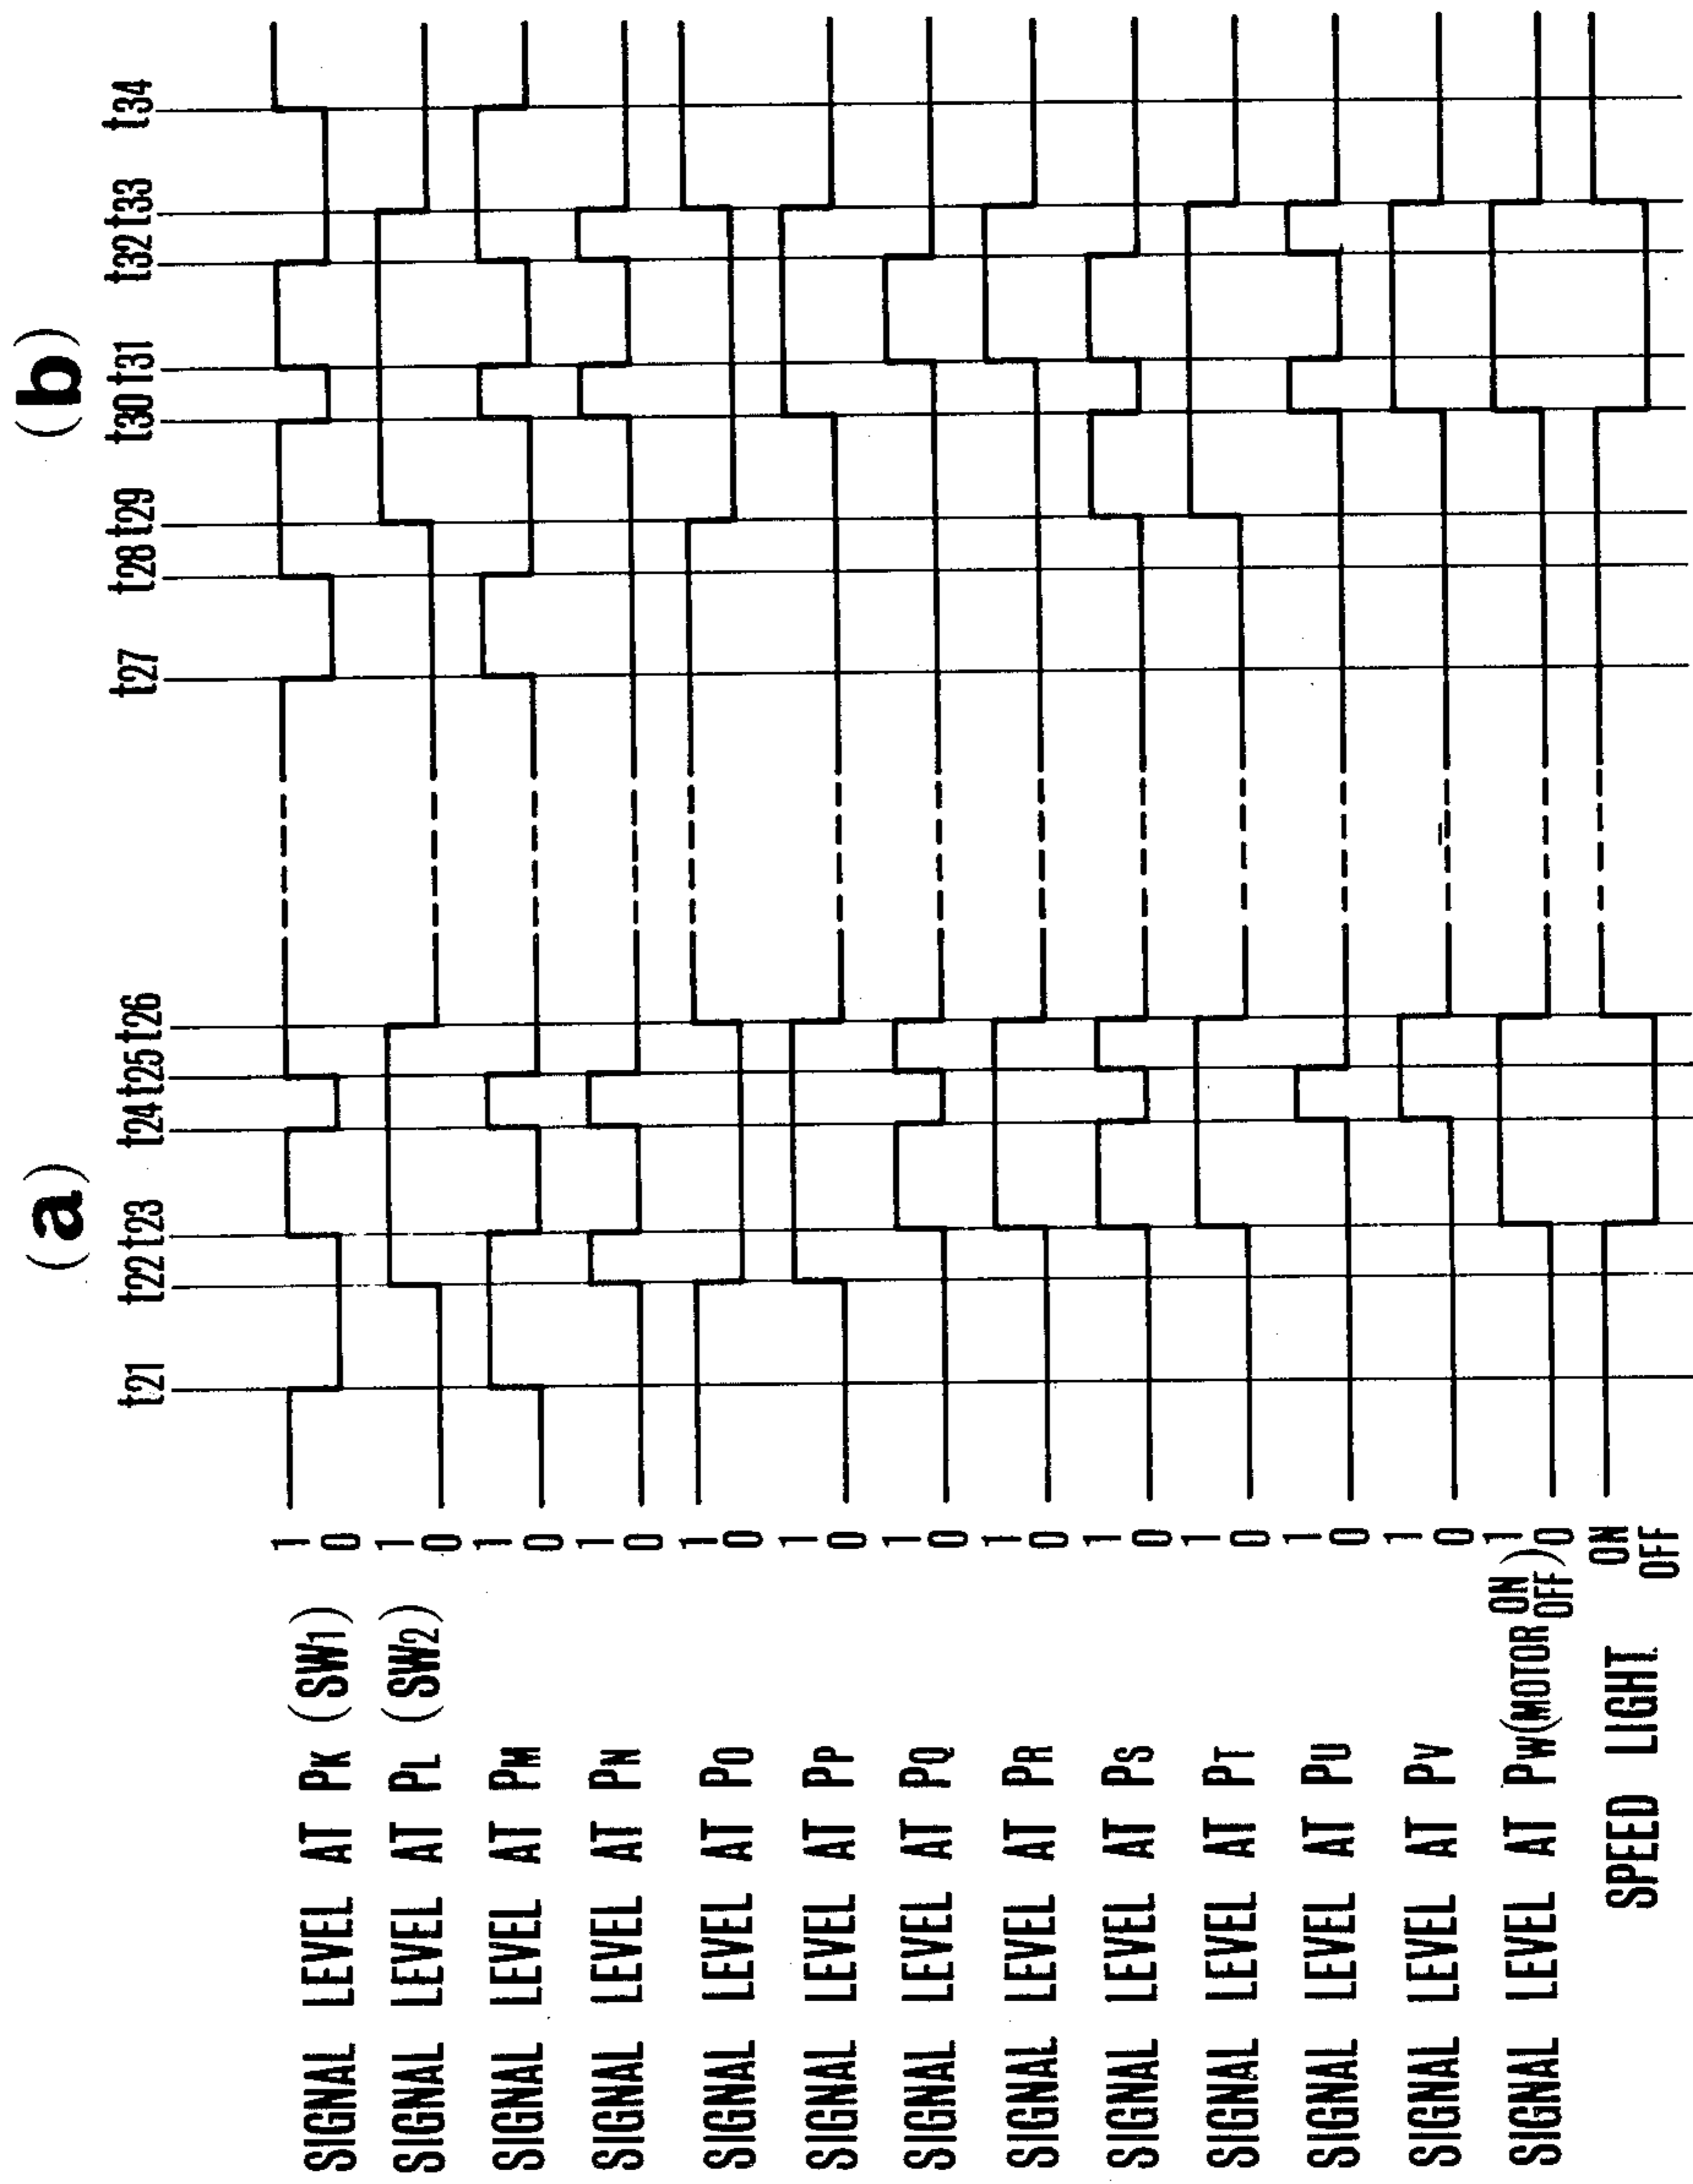 (a) (b)
t21 t22 t23 t24 t25 t26 t27 t28 t29 t30 t31 t32 t33 t34
SIGNAL LEVEL AT PK (SW1) 1 0
SIGNAL LEVEL AT PL (SW2) 1 0
SIGNAL LEVEL AT PM 1 0
SIGNAL LEVEL AT PN 1 0
SIGNAL LEVEL AT PO 1 0
SIGNAL LEVEL AT PP 1 0
SIGNAL LEVEL AT PQ 1 0
SIGNAL LEVEL AT PR 1 0
SIGNAL LEVEL AT PS 1 0
SIGNAL LEVEL AT PT 1 0
SIGNAL LEVEL AT PU 1 0
SIGNAL LEVEL AT PV 1 0
SIGNAL LEVEL AT PW (MOTOR ON OFF) 1 0
SPEED LIGHT ON OFF